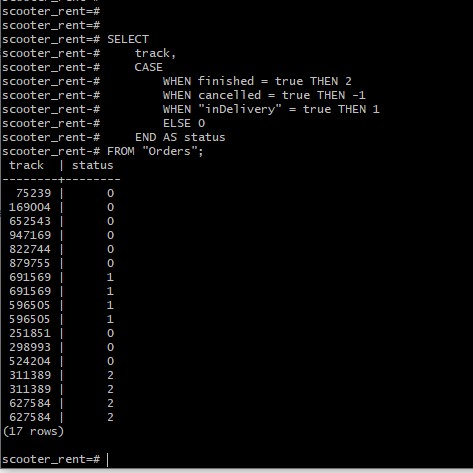 scooter_rent=#
scooter_rent=#
scooter_rent=# SELECT
scooter_rent-#     track,
scooter_rent-#     CASE
scooter_rent-#         WHEN finished = true THEN 2
scooter_rent-#         WHEN cancelled = true THEN -1
scooter_rent-#         WHEN "inDelivery" = true THEN 1
scooter_rent-#         ELSE 0
scooter_rent-#     END AS status
scooter_rent-# FROM "Orders";
 track  | status
--------+--------
  75239 |      0
 169004 |      0
 652543 |      0
 947169 |      0
 822744 |      0
 879755 |      0
 691569 |      1
 691569 |      1
 596505 |      1
 596505 |      1
 251851 |      0
 298993 |      0
 524204 |      0
 311389 |      2
 311389 |      2
 627584 |      2
 627584 |      2
(17 rows)

scooter_rent=#